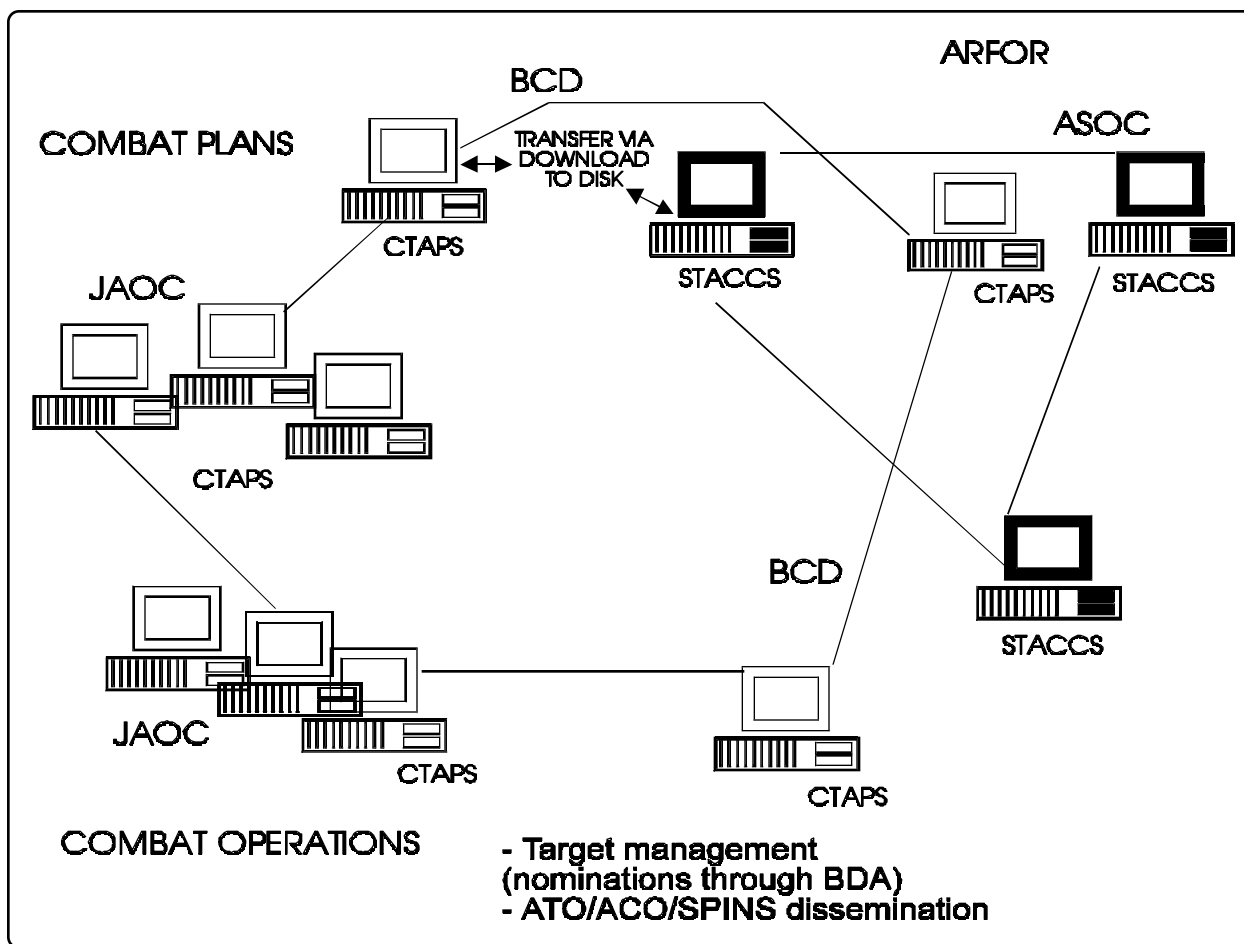 ARFOR
BCD
ASOC
COMBAT PLANS
TRANSFER VIA
DOWNLOAD
TO DISK
CTAPS
STACCS
CTAPS
STACCS
JAOC
CTAPS
BCD
STACCS
JAOC
CTAPS
CTAPS
COMBAT OPERATIONS
- Target management
(nominations through BDA)
- ATO/ACO/SPINS dissemination